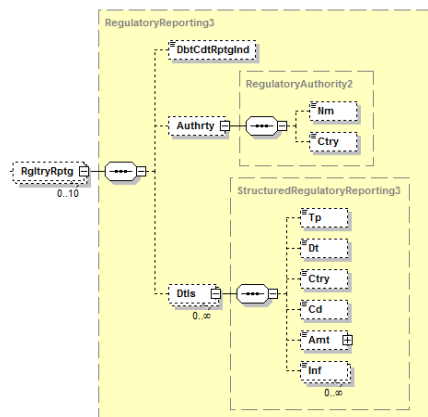 RegulatoryReporting3
DbtCdtRptgInd
RegulatoryAuthority2
Nm
Authrty
Ctry
RgltryRptg
0..10
StructuredRegulatoryReporting3
Tp
Dt
Ctry
Dtls
0..∞
Cd
Amt
Inf
0..∞